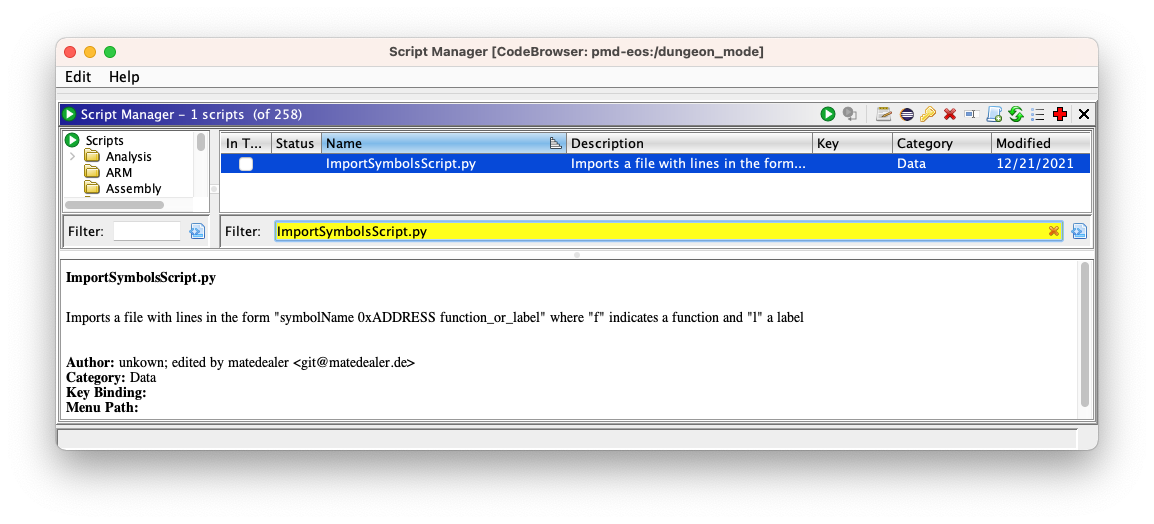 Script Manager [CodeBrowser: pmd-eos:/dungeon_mode]
Edit Help
Script Manager – 1 scripts (of 258)
Scripts
Analysis
ARM
Assembly
In T... Status Name Description Key Category Modified
ImportSymbolsScript.py Imports a file with lines in the form... Data 12/21/2021
Filter:
Filter: ImportSymbolsScript.py
ImportSymbolsScript.py
Imports a file with lines in the form "symbolName 0xADDRESS function_or_label" where "f" indicates a function and "l" a label
Author: unkown; edited by matedealer <git@matedealer.de>
Category: Data
Key Binding:
Menu Path: